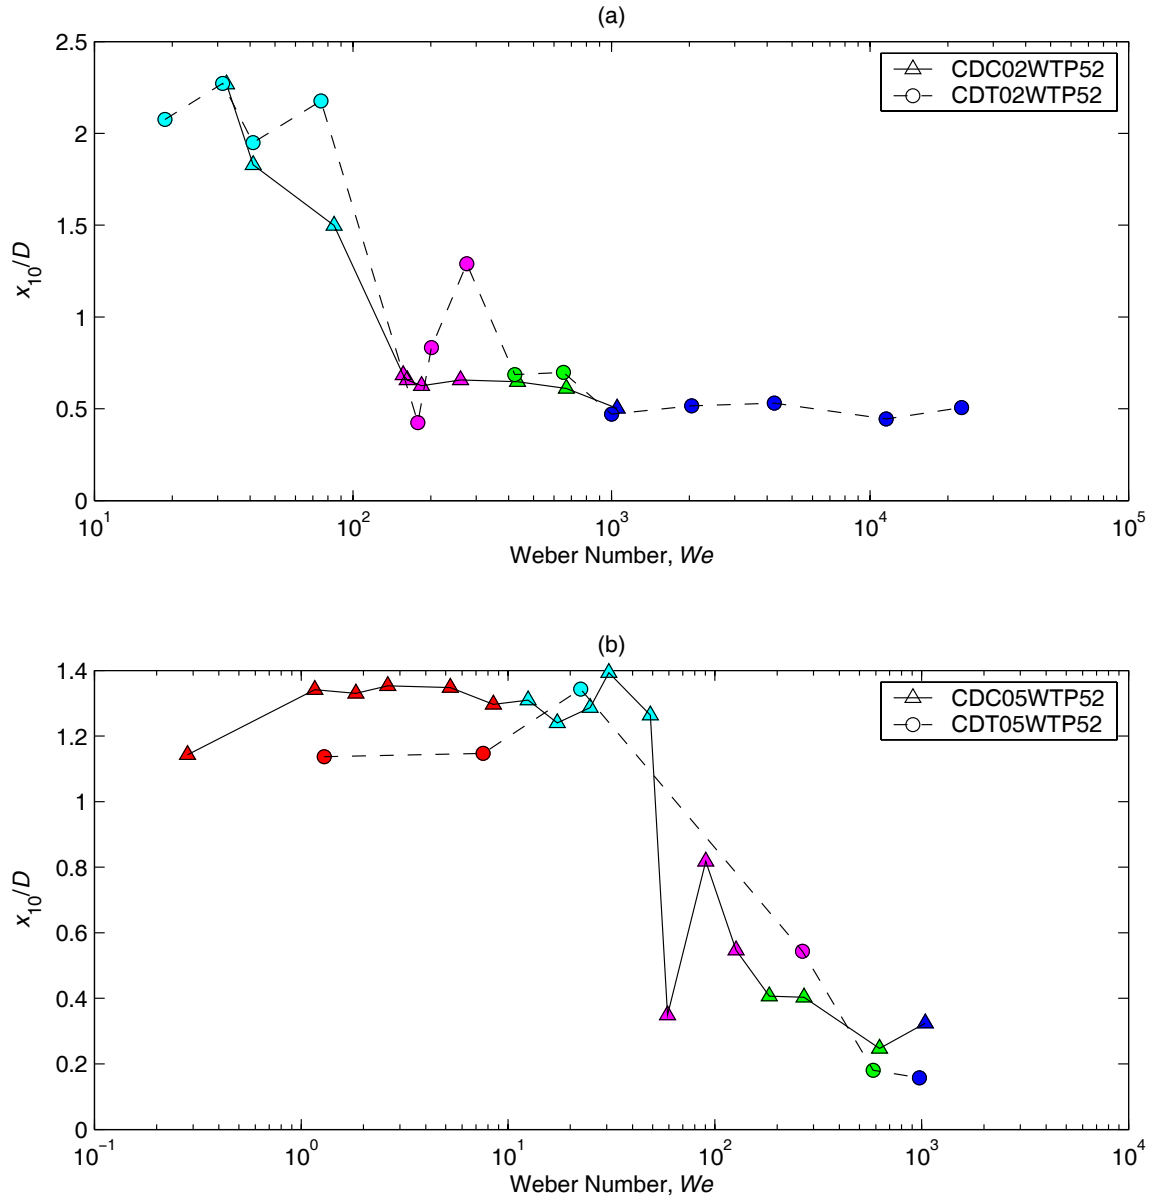 (a)
2.5
2
1.5
1
0.5
0
x10/D
CDC02WTP52
CDT02WTP52
10^1 10^2 10^3 10^4 10^5
Weber Number, We
(b)
1.4
1.2
1
0.8
0.6
0.4
0.2
0
x10/D
CDC05WTP52
CDT05WTP52
10^−1 10^0 10^1 10^2 10^3 10^4
Weber Number, We